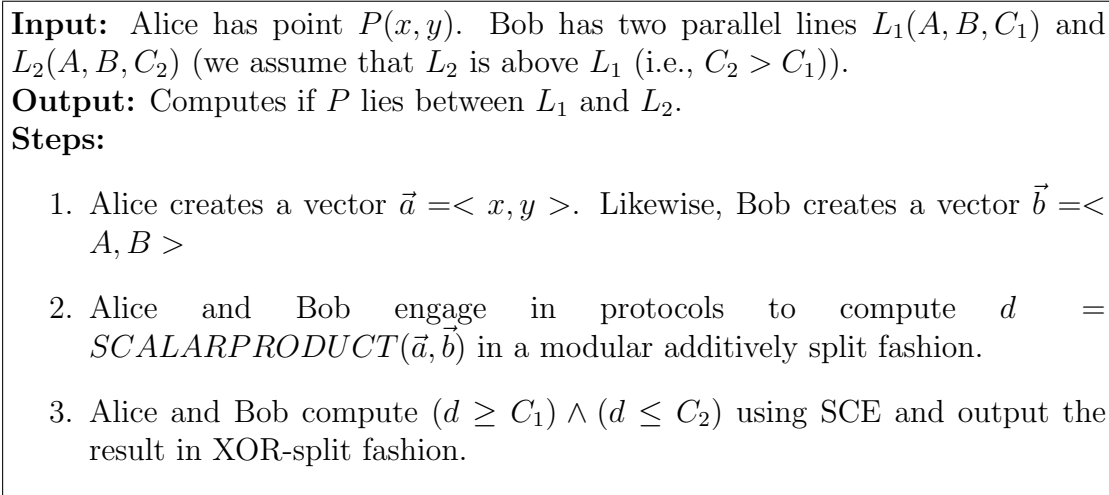 Input: Alice has point P(x, y). Bob has two parallel lines L₁(A, B, C₁) and
L₂(A, B, C₂) (we assume that L₂ is above L₁ (i.e., C₂ > C₁)).
Output: Computes if P lies between L₁ and L₂.
Steps:
1. Alice creates a vector a⃗ =< x, y >. Likewise, Bob creates a vector b⃗ =<
A, B >
2. Alice and Bob engage in protocols to compute d =
SCALARPRODUCT(a⃗, b⃗) in a modular additively split fashion.
3. Alice and Bob compute (d ≥ C₁) ∧ (d ≤ C₂) using SCE and output the
result in XOR-split fashion.